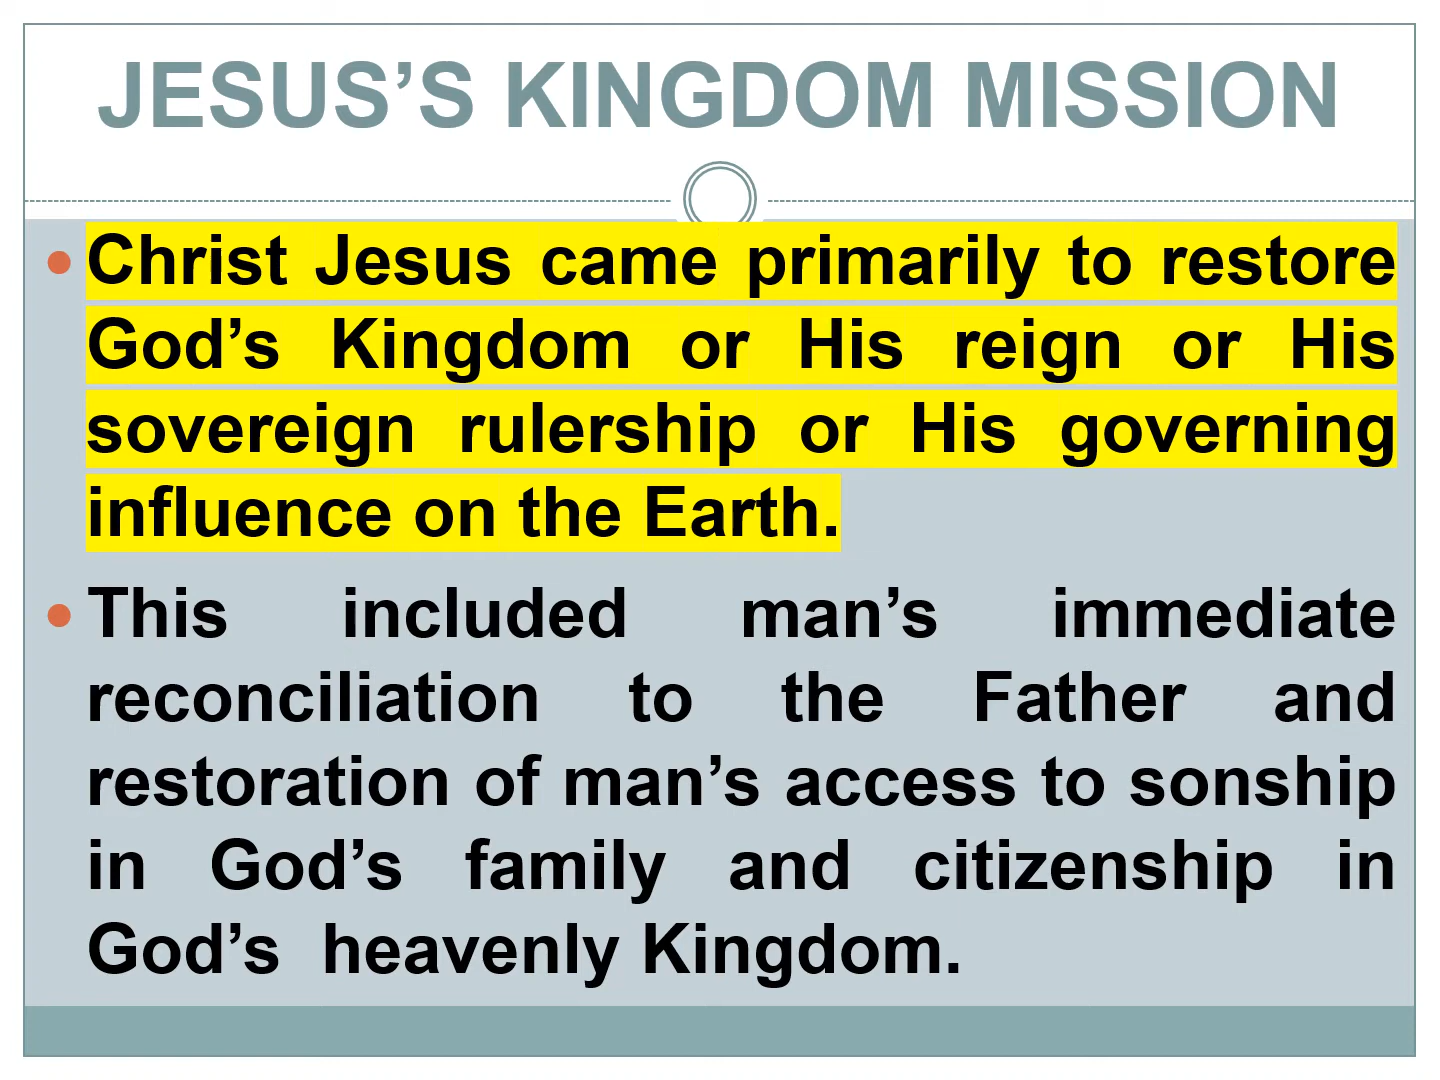 JESUS’S KINGDOM MISSION
• Christ Jesus came primarily to restore
God’s Kingdom or His reign or His
sovereign rulership or His governing
influence on the Earth.
• This included man’s immediate
reconciliation to the Father and
restoration of man’s access to sonship
in God’s family and citizenship in
God’s heavenly Kingdom.